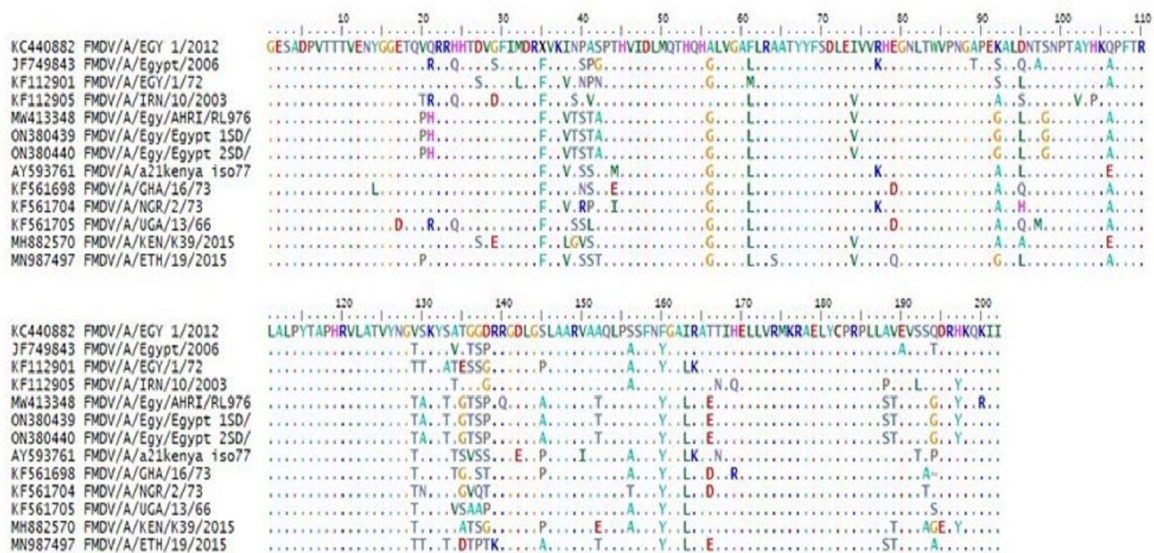 10 20 30 40 50 60 70 80 90 100 110
KC440882 FMDV/A/EGY 1/2012 GESADPVTTTVENYGGETQVQRRHHTDVGFIMDRXVKINPASPTHVIDLMQTHQHALVGAFLRAATYYFSDLEIVVRHEGNLTWVPNGAPEKALDNTSNPTAYHKQPFTR
JF749843 FMDV/A/Egypt/2006 ....................R..Q....S.....F....SPG.............G....L...............K...........T..S..Q.A........A....
KF112901 FMDV/A/EGY/1/72 ..........................S....L..F..V.NPN.............G....M..............................S..L..........A....
KF112905 FMDV/A/IRN/10/2003 ...................TR..Q....D.....F...S.V....................L............V.................A..S......V.P......
MW413348 FMDV/A/Egy/AHRI/RL976 ...................PH.............F..VTSTA.............G....L............V.................G..L..G.......A....
ON380439 FMDV/A/Egy/Egypt 1SD/ ...................PH.............F..VTSTA.............G....L............V.................G..L..G.......A....
ON380440 FMDV/A/Egy/Egypt 2SD/ ...................PH.............F..VTSTA.............G....L............V.................G..L..G.......A....
AY593761 FMDV/A/a21kenya iso77 ..................................F..V.SS..M...........G....L...............K..............A..L..........E....
KF561698 FMDV/A/GHA/16/73 .............L....................F....NS..E...........G....L.................D............A..Q..........A....
KF561704 FMDV/A/NGR/2/73 ..................................F..V.RP..I...........G....L...............K..............A..H..........A....
KF561705 FMDV/A/UGA/13/66 ................D...R..Q..........F...SSL..............G....L.................D............A..Q.M........A....
MH882570 FMDV/A/KEN/K39/2015 ..........................S.E.....F..LGVS..............G....L............V.................A..A..........E....
MN987497 FMDV/A/ETH/19/2015 ...................P..............F..V.SST.............G....L..S.........V....Q............G..L..........A....
120 130 140 150 160 170 180 190 200
KC440882 FMDV/A/EGY 1/2012 LALPYTAPHRVLATVYNGVSKYSATGGDRRGDLGSLAARVAAQLPSSFNFGAIRATTIHELLVRMKRAELYCPRPLLAVEVSSQDRHKQKII
JF749843 FMDV/A/Egypt/2006 ..................T....V.TSP.................A...Y.............................A...T........
KF112901 FMDV/A/EGY/1/72 ..................TT..ATESSG......P..........A...Y..LK......................................
KF112905 FMDV/A/IRN/10/2003 .......................T...G.................A..........N.Q..................P...L....Y.....
MW413348 FMDV/A/Egy/AHRI/RL976 ..................TA..T.GTSP.Q....A......T.......Y..L..E.....................ST....G..Y..R..
ON380439 FMDV/A/Egy/Egypt 1SD/ ..................TA..T.GTSP......A......T.......Y..L..E.....................ST....G..Y.....
ON380440 FMDV/A/Egy/Egypt 2SD/ ..................TA..T.GTSP......A......T.......Y..L..E.....................ST....G..Y.....
AY593761 FMDV/A/a21kenya iso77 ..................T....TSVSS...E..P....I.....A...Y..LK..N........................T.P........
KF561698 FMDV/A/GHA/16/73 ..................T....TG.ST......P..........A...Y..L..D..R.......................A~........
KF561704 FMDV/A/NGR/2/73 ..................TN....GVQT.................T...Y..L..D..........................T.........
KF561705 FMDV/A/UGA/13/66 ..................T....VSAAP.................A...Y..L..............................S........
MH882570 FMDV/A/KEN/K39/2015 ..................T.....ATSG......P......E...A...Y..L.........................T...AGE.Y.....
MN987497 FMDV/A/ETH/19/2015 ..................TT..T.DTPTK.....A......T.......Y..L..E.....................ST....A........